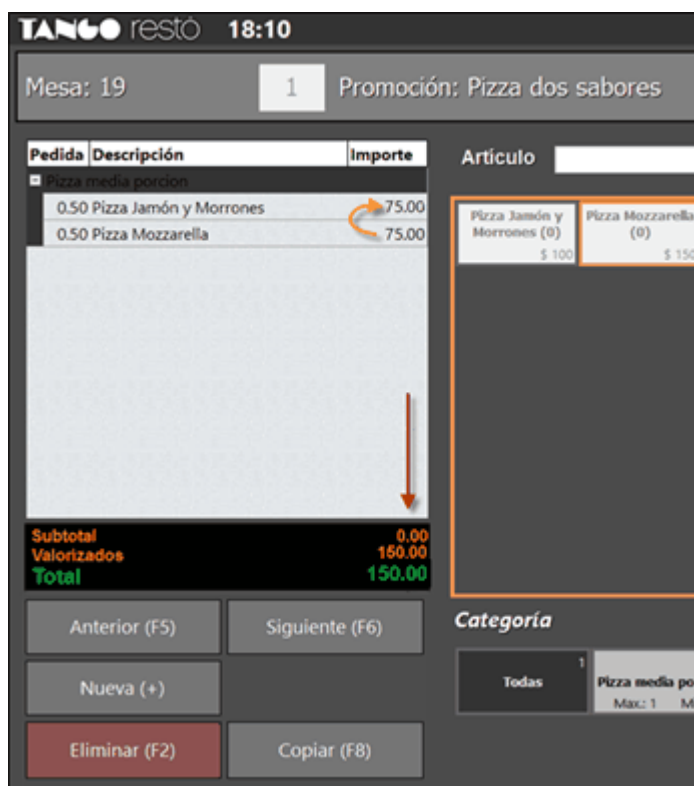 TANGO restó 18:10
Mesa: 19 1 Promoción: Pizza dos sabores
Pedida Descripción Importe
Pizza media porcion
0.50 Pizza Jamón y Morrones 75.00
0.50 Pizza Mozzarella 75.00
Subtotal 0.00
Valorizados 150.00
Total 150.00
Anterior (F5) Siguiente (F6)
Nueva (+)
Eliminar (F2) Copiar (F8)
Artículo
Pizza Jamón y
Morrones (0)
$ 100
Pizza Mozzarella
(0)
$ 150
Categoría
Todas 1
Pizza media po
Max.: 1 M